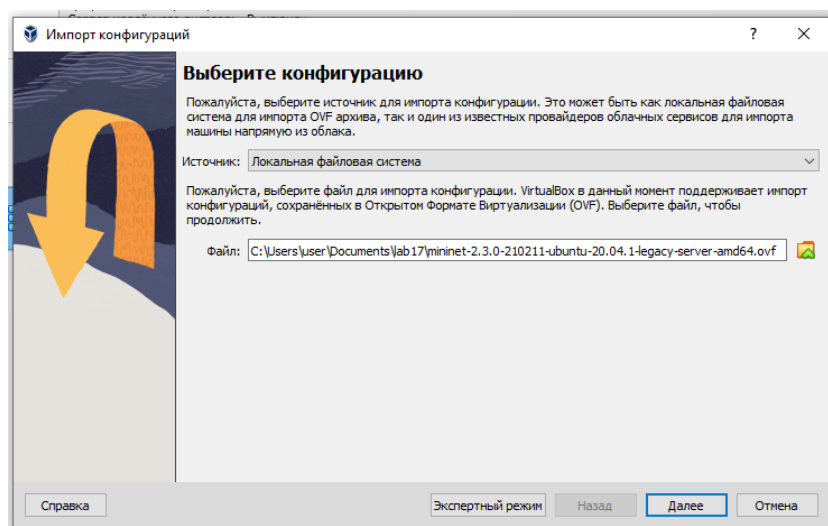 Импорт конфигураций
?
Выберите конфигурацию
Пожалуйста, выберите источник для импорта конфигурации. Это может быть как локальная файловая
система для импорта OVF архива, так и один из известных провайдеров облачных сервисов для импорта
машины напрямую из облака.
Источник: Локальная файловая система
Пожалуйста, выберите файл для импорта конфигурации. VirtualBox в данный момент поддерживает импорт
конфигураций, сохранённых в Открытом Формате Виртуализации (OVF). Выберите файл, чтобы
продолжить.
Файл: C:\Users\user\Documents\lab17\mininet-2.3.0-210211-ubuntu-20.04.1-legacy-server-amd64.ovf
Справка Экспертный режим Назад Далее Отмена